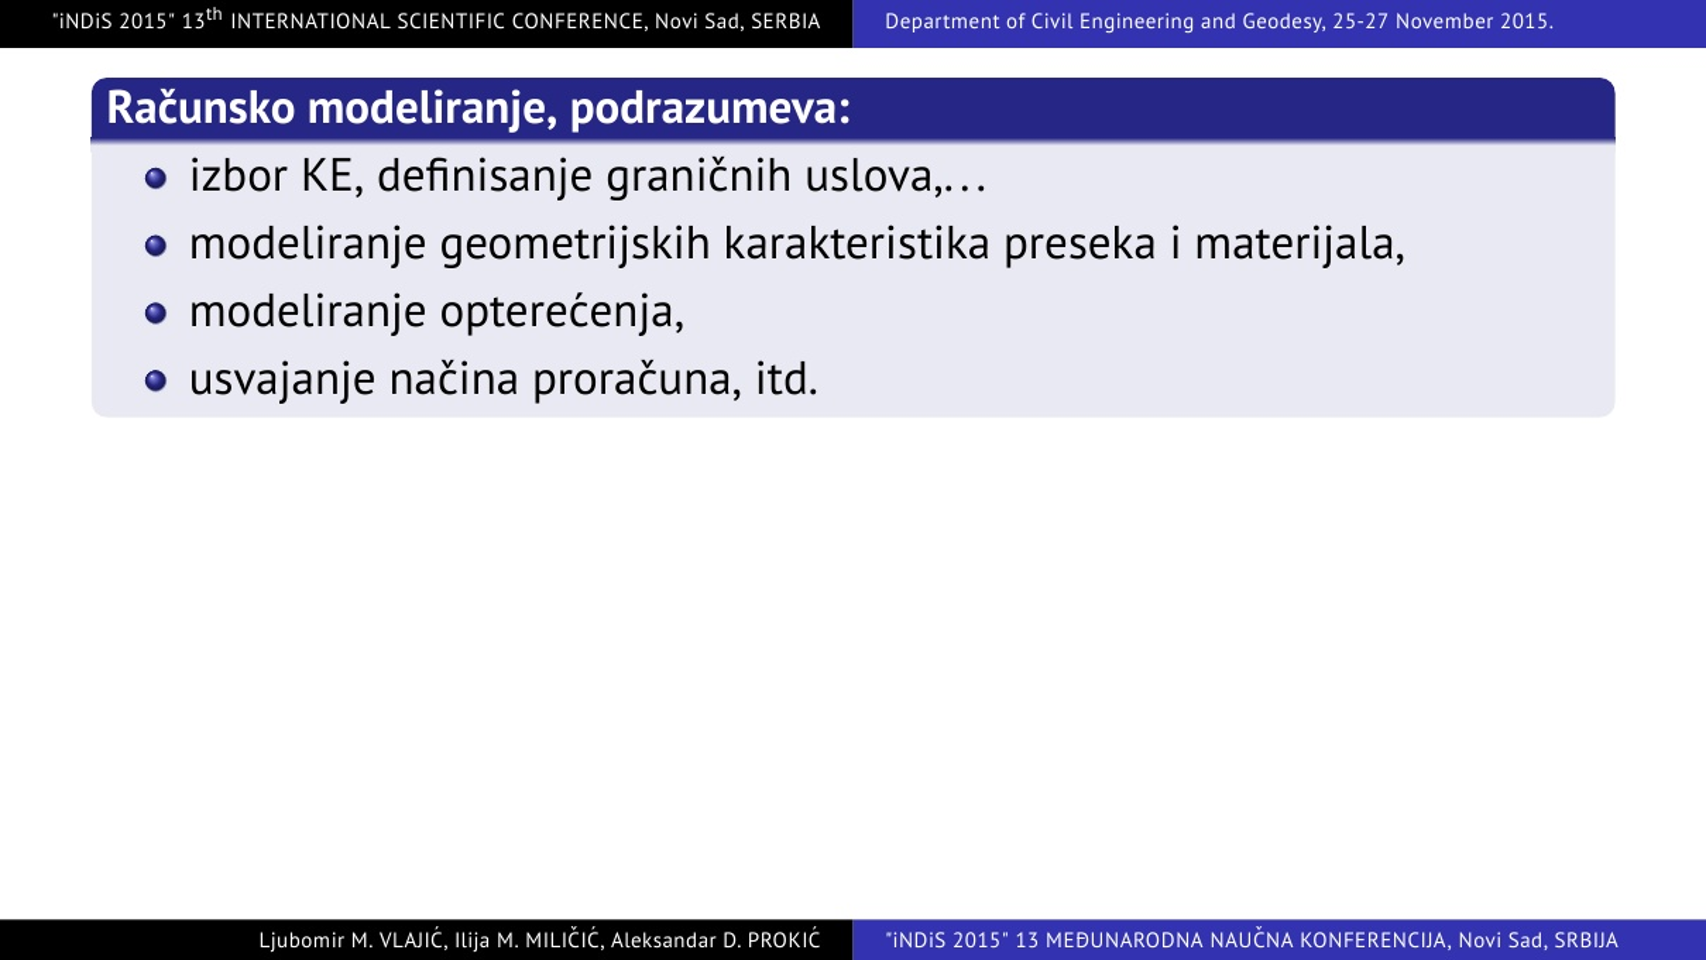 "iNDiS 2015" 13th INTERNATIONAL SCIENTIFIC CONFERENCE, Novi Sad, SERBIA
Department of Civil Engineering and Geodesy, 25-27 November 2015.
Računsko modeliranje, podrazumeva:
izbor KE, definisanje graničnih uslova,...
modeliranje geometrijskih karakteristika preseka i materijala,
modeliranje opterećenja,
usvajanje načina proračuna, itd.
Ljubomir M. VLAJIĆ, Ilija M. MILIČIĆ, Aleksandar D. PROKIĆ
"iNDiS 2015" 13 MEĐUNARODNA NAUČNA KONFERENCIJA, Novi Sad, SRBIJA